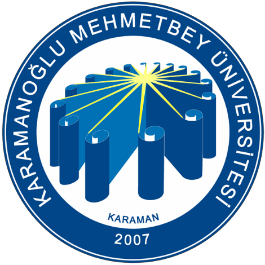 KARAMANOĞLU MEHMETBEY ÜNİVERSİTESİ
KARAMAN
2007